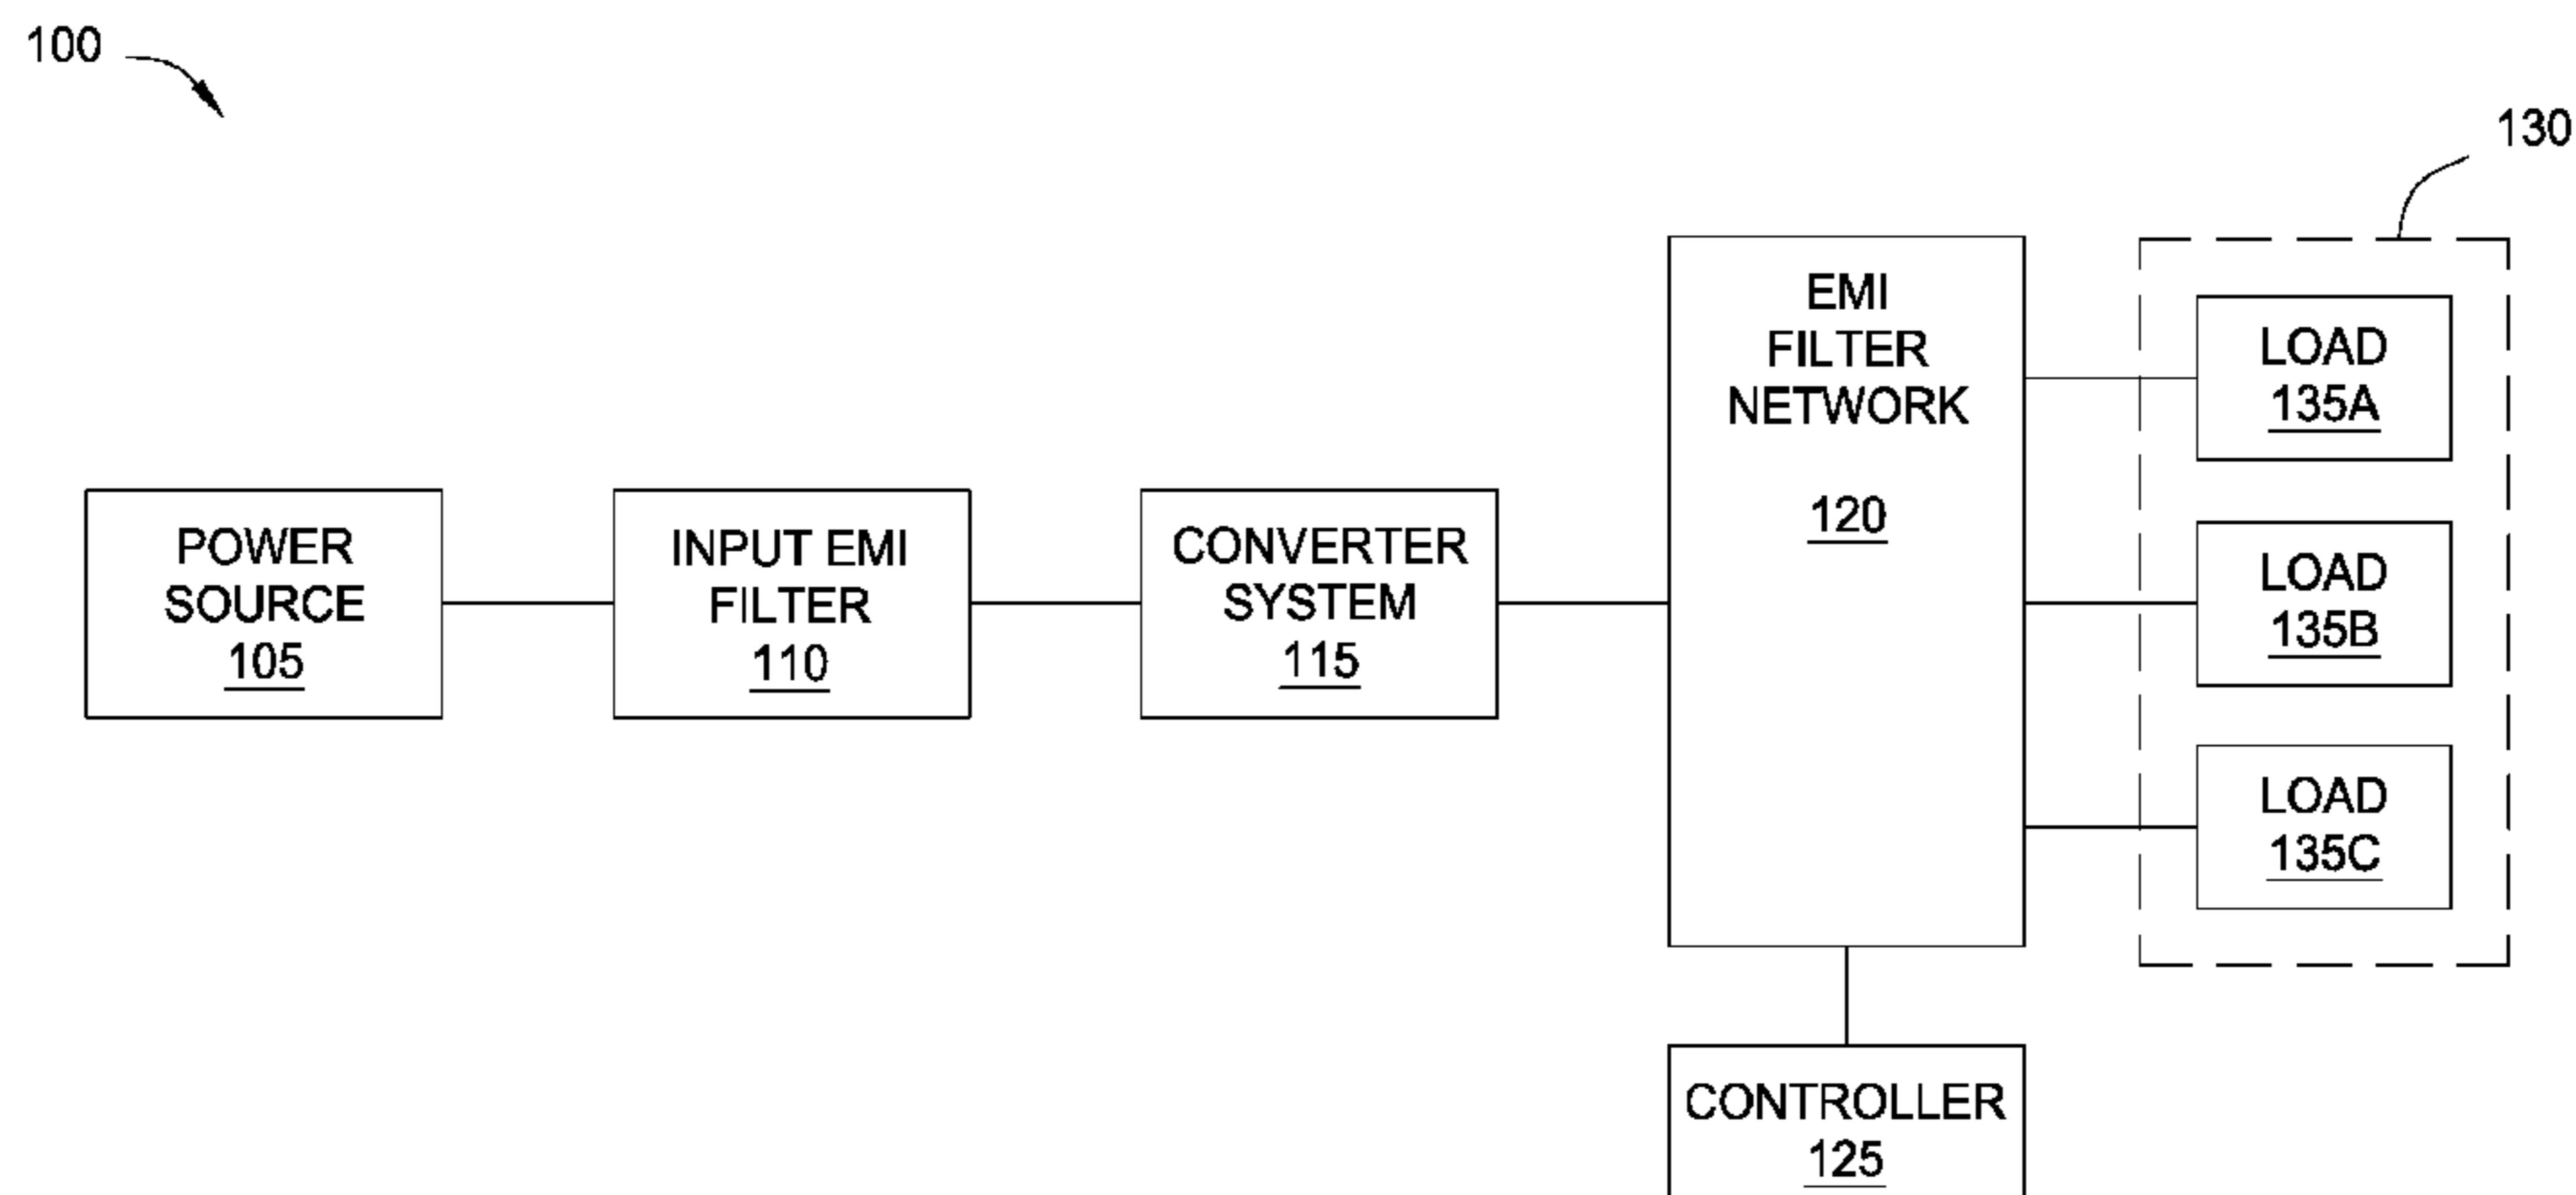 100
130
POWER
SOURCE
105
INPUT EMI
FILTER
110
CONVERTER
SYSTEM
115
EMI
FILTER
NETWORK
120
LOAD
135A
LOAD
135B
LOAD
135C
CONTROLLER
125